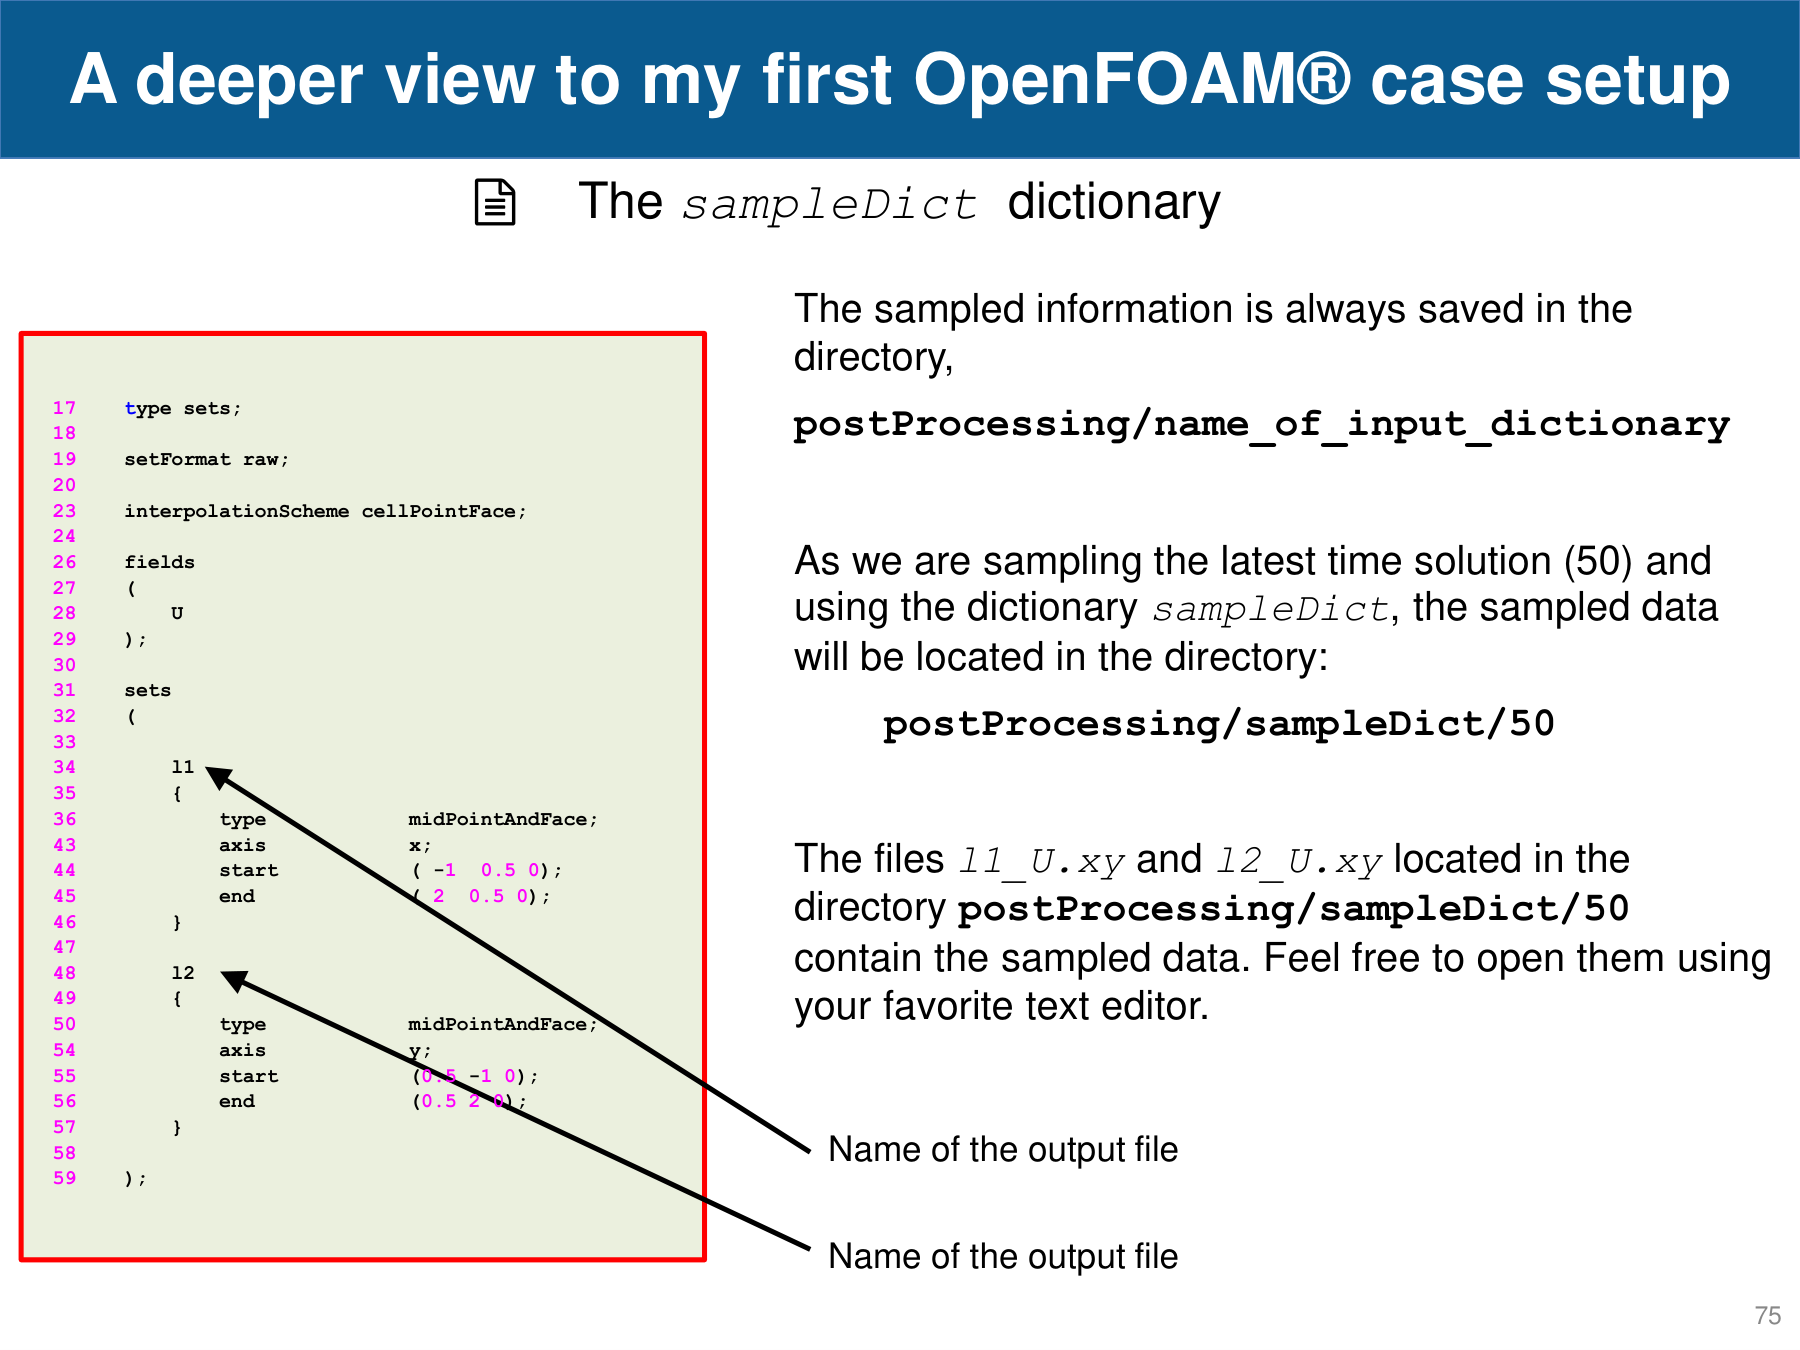 A deeper view to my first OpenFOAM® case setup
The sampleDict dictionary
17 type sets;
18
19 setFormat raw;
20
23 interpolationScheme cellPointFace;
24
26 fields
27 (
28 U
29 );
30
31 sets
32 (
33
34 l1
35 {
36 type midPointAndFace;
43 axis x;
44 start ( -1 0.5 0);
45 end ( 2 0.5 0);
46 }
47
48 l2
49 {
50 type midPointAndFace;
54 axis y;
55 start (0.5 -1 0);
56 end (0.5 2 0);
57 }
58
59 );
The sampled information is always saved in the
directory,
postProcessing/name_of_input_dictionary
As we are sampling the latest time solution (50) and
using the dictionary sampleDict, the sampled data
will be located in the directory:
postProcessing/sampleDict/50
The files l1_U.xy and l2_U.xy located in the
directory postProcessing/sampleDict/50
contain the sampled data. Feel free to open them using
your favorite text editor.
Name of the output file
Name of the output file
75